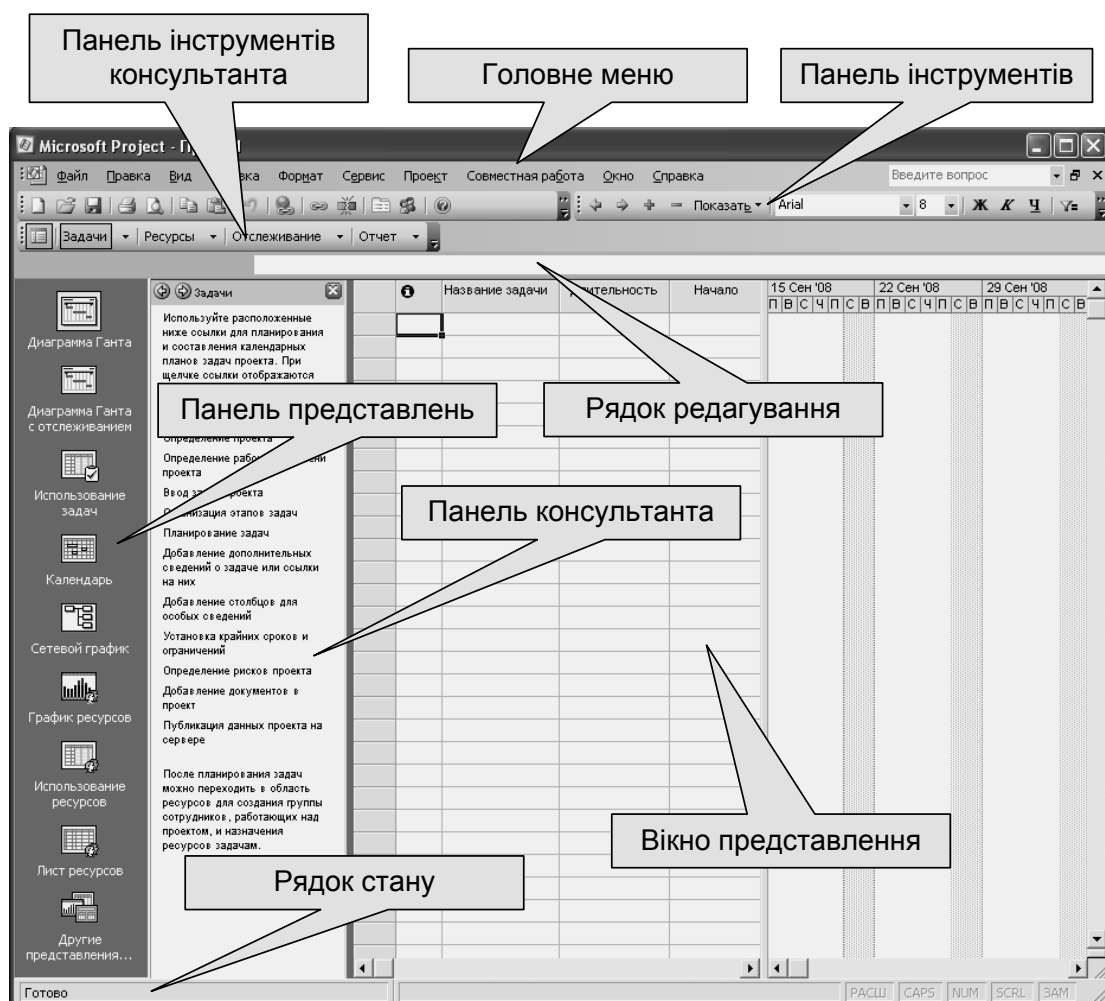 Панель інструментів
консультанта
Головне меню
Панель інструментів
Microsoft Proje
Файл Правка Вид Формат Сервис Проект Совместная работа Окно Справка
Введите вопрос
Показать
Arial
8
Ж К Ч
Задачи
Ресурсы
Отслеживание
Отчет
Диаграмма Ганта
Диаграмма Ганта
с отслеживанием
Использование
задач
Календарь
Сетевой график
График ресурсов
Использование
ресурсов
Лист ресурсов
Другие
представления...
Задачи
Используйте расположенные
ниже ссылки для планирования
и составления календарных
планов задач проекта. При
щелчке ссылки отображаются
Определение проекта
Определение
проекта
Ввод
Планирование задач
этапов задач
Добавление дополнительных
сведений о задаче или ссылки
на них
Добавление столбцов для
особых сведений
Установка крайних сроков и
ограничений
Определение рисков проекта
Добавление документов в
проект
Публикация данных проекта на
сервере
После планирования задач
можно переходить в область
ресурсов для создания группы
сотрудников, работающих над
проектом, и назначения
ресурсов задачам.
Название задачи
Начало
15 Сен '08
22 Сен '08
29 Сен '08
П В С Ч П С В П В С Ч П С В П В С Ч П С В
Панель представлень
Рядок редагування
Панель консультанта
Вікно представлення
Рядок стану
Готово
РАСШ CAPS NUM SCRL ЗАМ